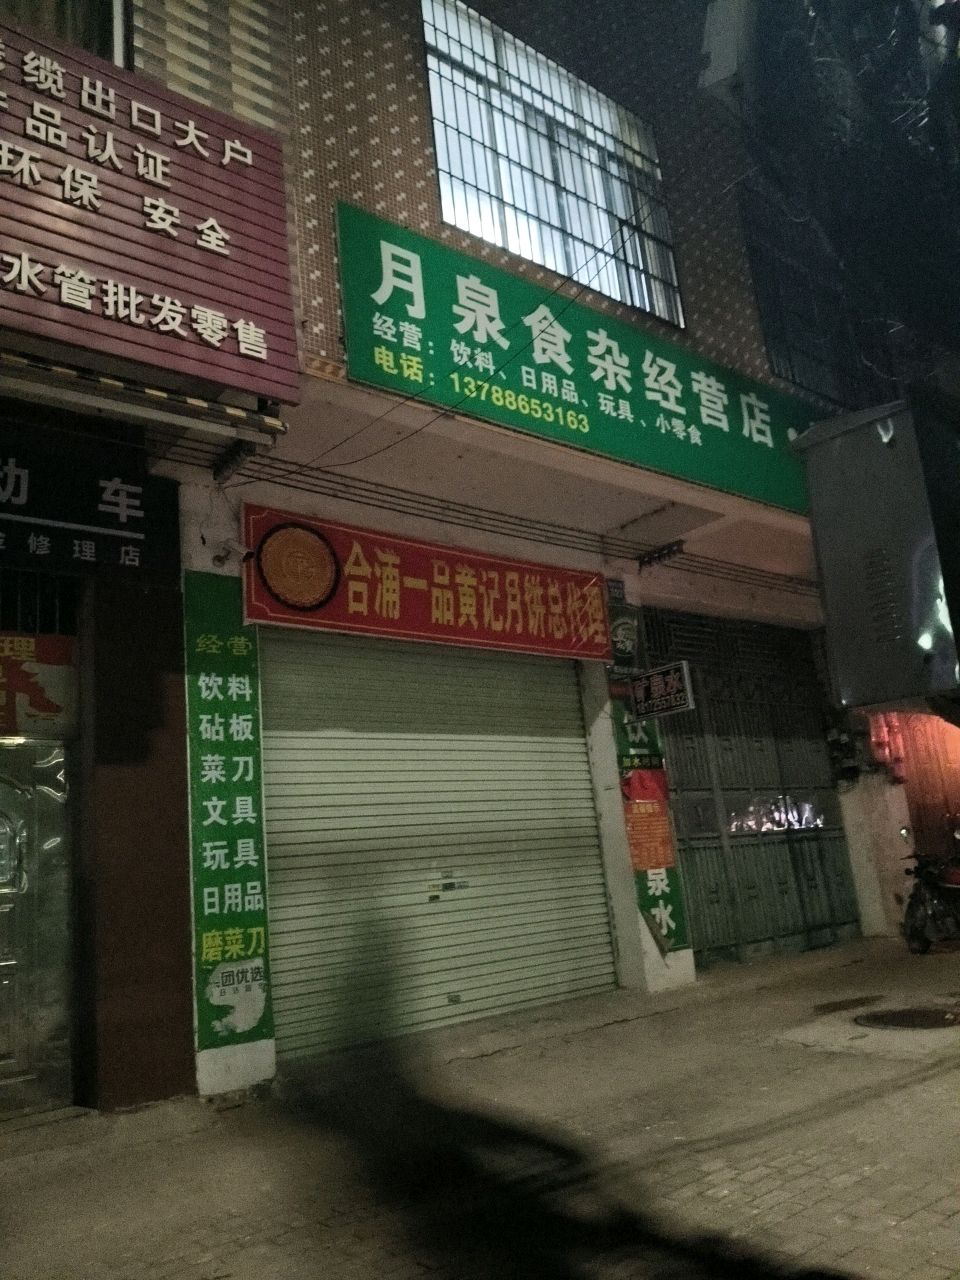 缆出口大户
品认证
环保 安全
水管批发零售
动车
修理店
月泉食杂经营店
经营：饮料、日用品、玩具、小零食
电话：13788653163
合浦一品黄记月饼总代理
经营
饮料
砧板
菜刀
文具
玩具
日用品
磨菜刀
团优选
矿泉水
泉水